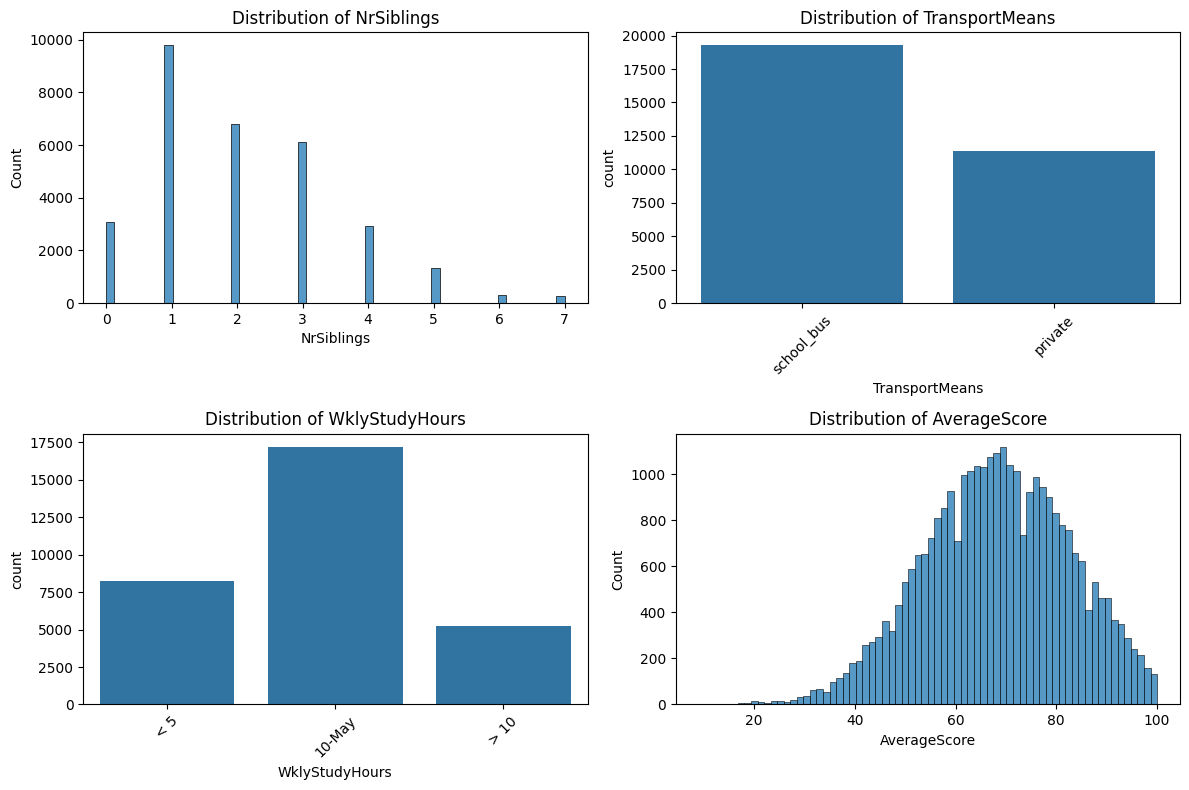 Distribution of NrSiblings
10000
8000
6000
4000
2000
0
Count
0 1 2 3 4 5 6 7
NrSiblings
Distribution of TransportMeans
20000
17500
15000
12500
10000
7500
5000
2500
0
count
school_bus private
TransportMeans
Distribution of WklyStudyHours
17500
15000
12500
10000
7500
5000
2500
0
count
< 5 10-May > 10
WklyStudyHours
Distribution of AverageScore
1000
800
600
400
200
0
Count
20 40 60 80 100
AverageScore